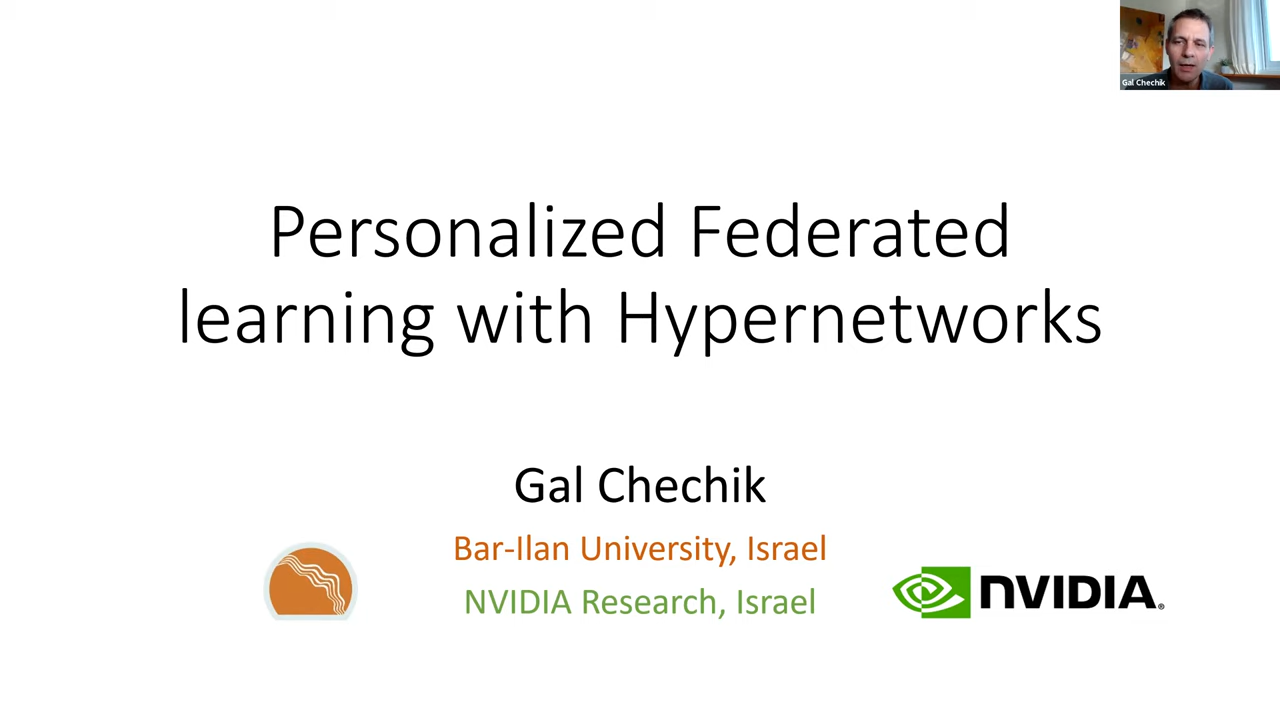 Gal Chechik
Personalized Federated
learning with Hypernetworks
Gal Chechik
Bar-Ilan University, Israel
NVIDIA Research, Israel
NVIDIA®